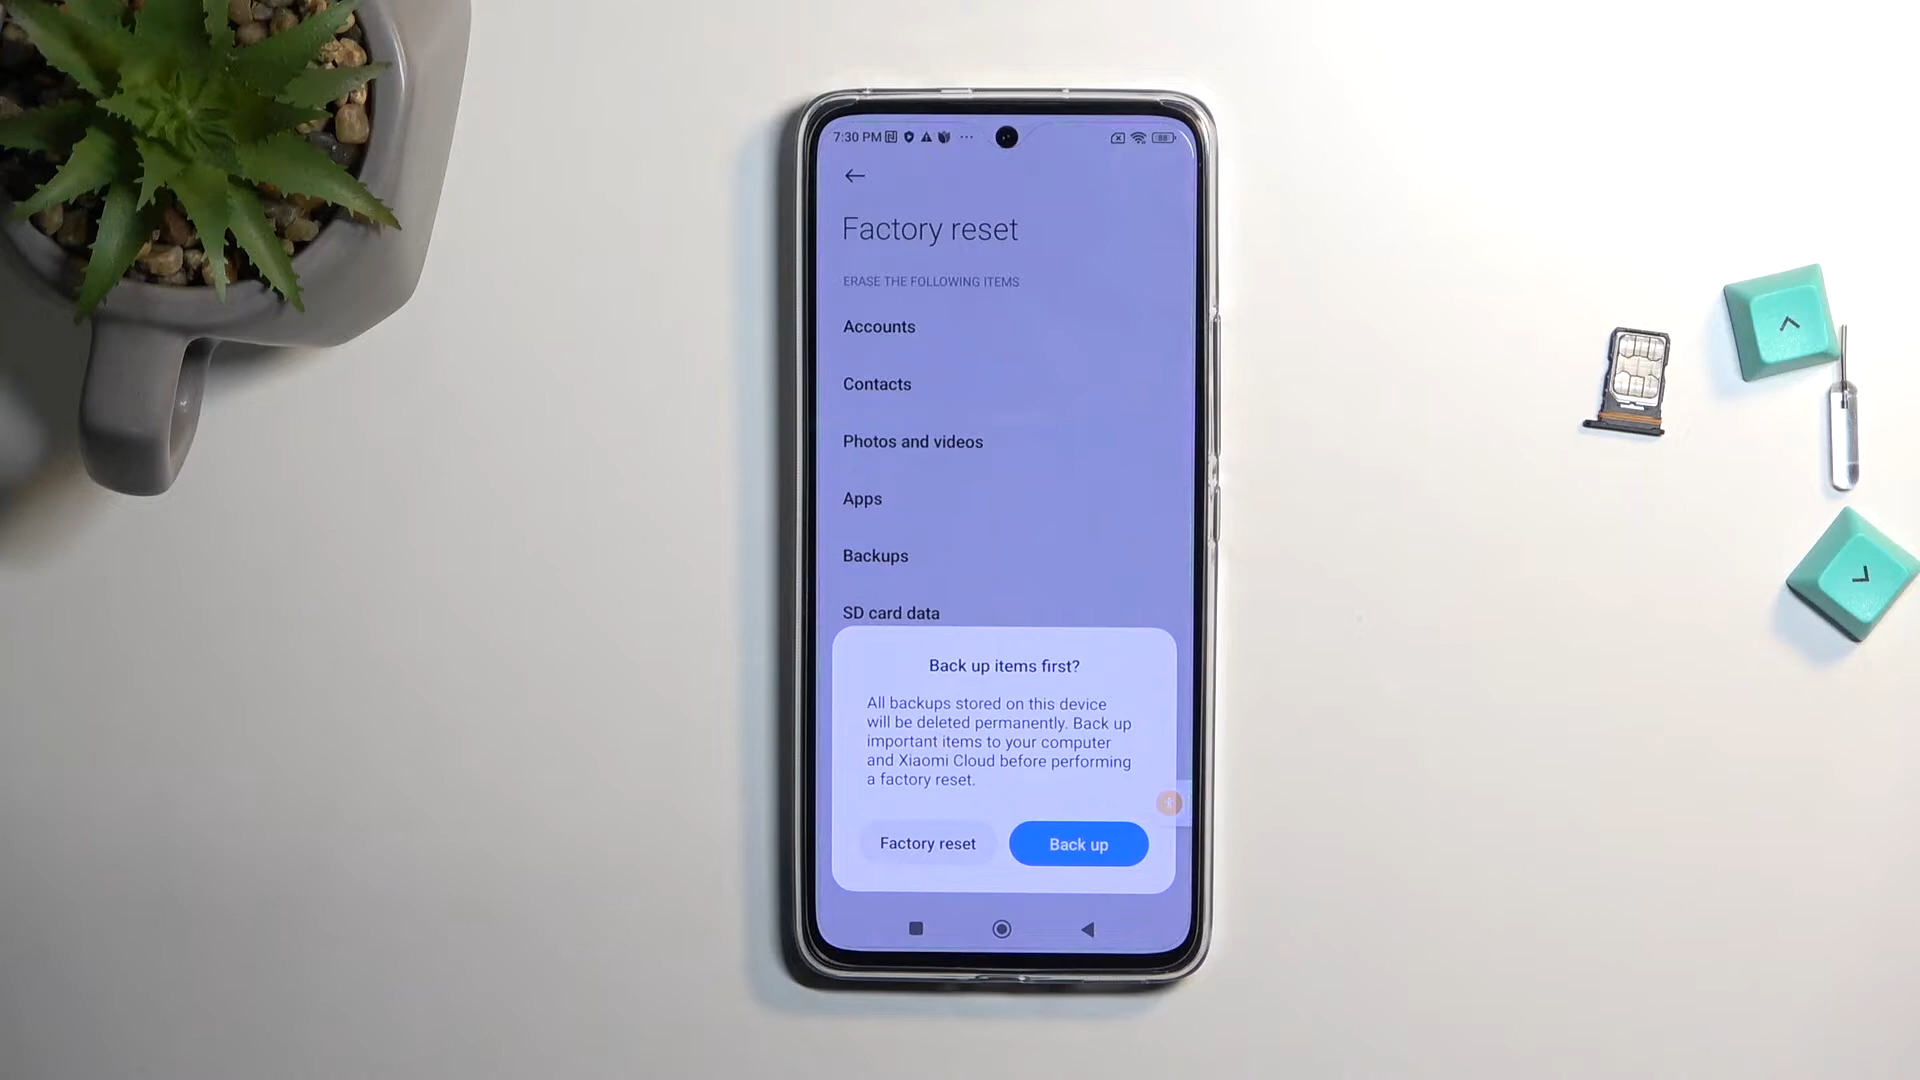 7:30 PM
88
Factory reset
ERASE THE FOLLOWING ITEMS
Accounts
Contacts
Photos and videos
Apps
Backups
SD card data
Back up items first?
All backups stored on this device
will be deleted permanently. Back up
important items to your computer
and Xiaomi Cloud before performing
a factory reset.
Factory reset
Back up